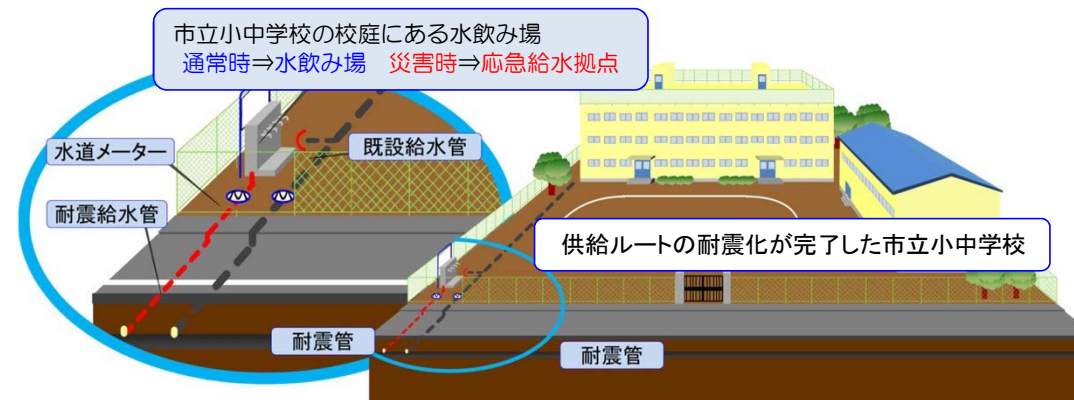 市立小中学校の校庭にある水飲み場
通常時⇒水飲み場 災害時⇒応急給水拠点
水道メーター
既設給水管
耐震給水管
供給ルートの耐震化が完了した市立小中学校
耐震管
耐震管